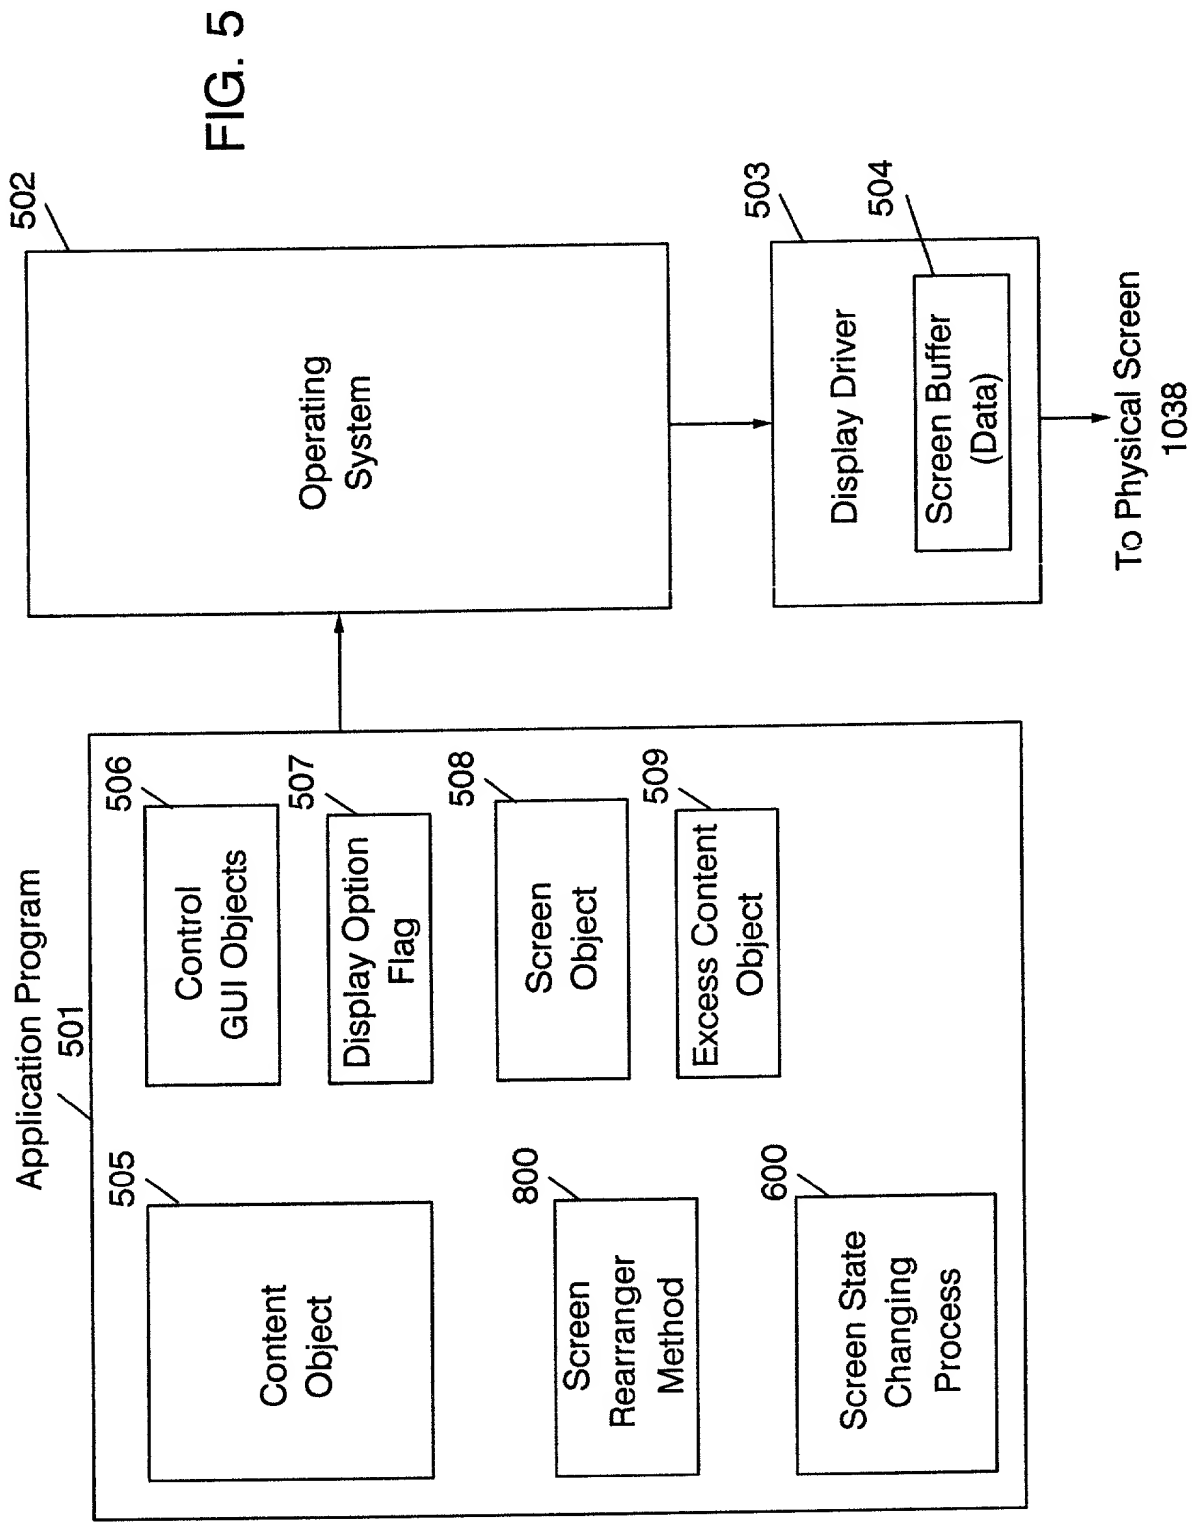 Application Program
501
505
Content
Object
506
Control
GUI Objects
507
Display Option
Flag
800
Screen
Rearranger
Method
508
Screen
Object
509
Excess Content
Object
600
Screen State
Changing
Process
502
Operating
System
503
Display Driver
504
Screen Buffer
(Data)
To Physical Screen
1038
FIG. 5